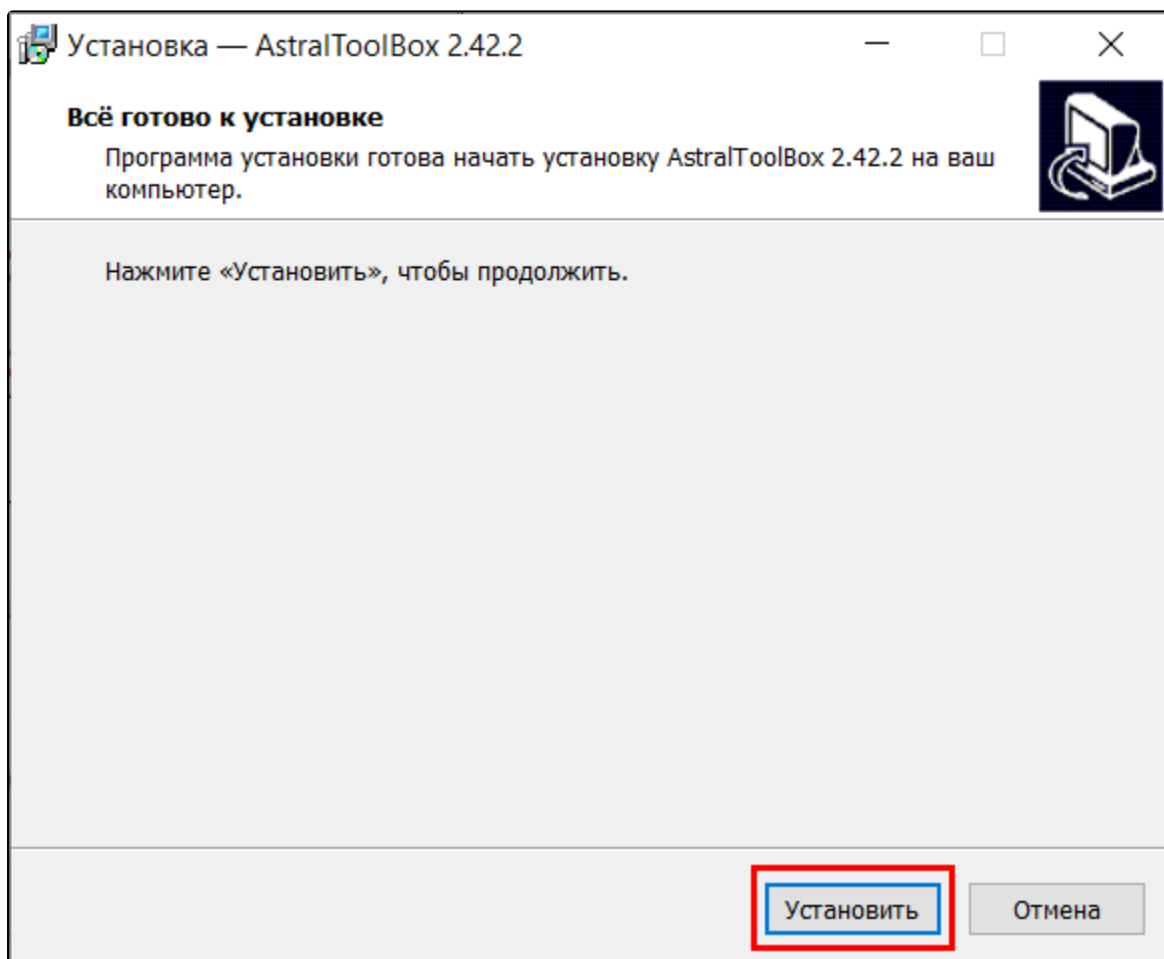 Установка — AstralToolBox 2.42.2
Всё готово к установке
Программа установки готова начать установку AstralToolBox 2.42.2 на ваш
компьютер.
Нажмите «Установить», чтобы продолжить.
Установить
Отмена